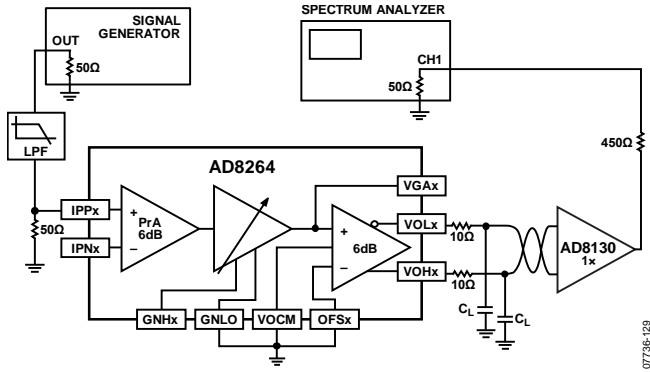 SIGNAL
GENERATOR
OUT
50Ω
SPECTRUM ANALYZER
CH1
50Ω
LPF
450Ω
AD8264
IPPx
PrA
6dB
+
–
50Ω
IPNx
VGAx
VOLx
6dB
+
–
VOHx
10Ω
10Ω
AD8130
1×
CL
CL
GNHx
GNLO
VOCM
OFSx
07736-129